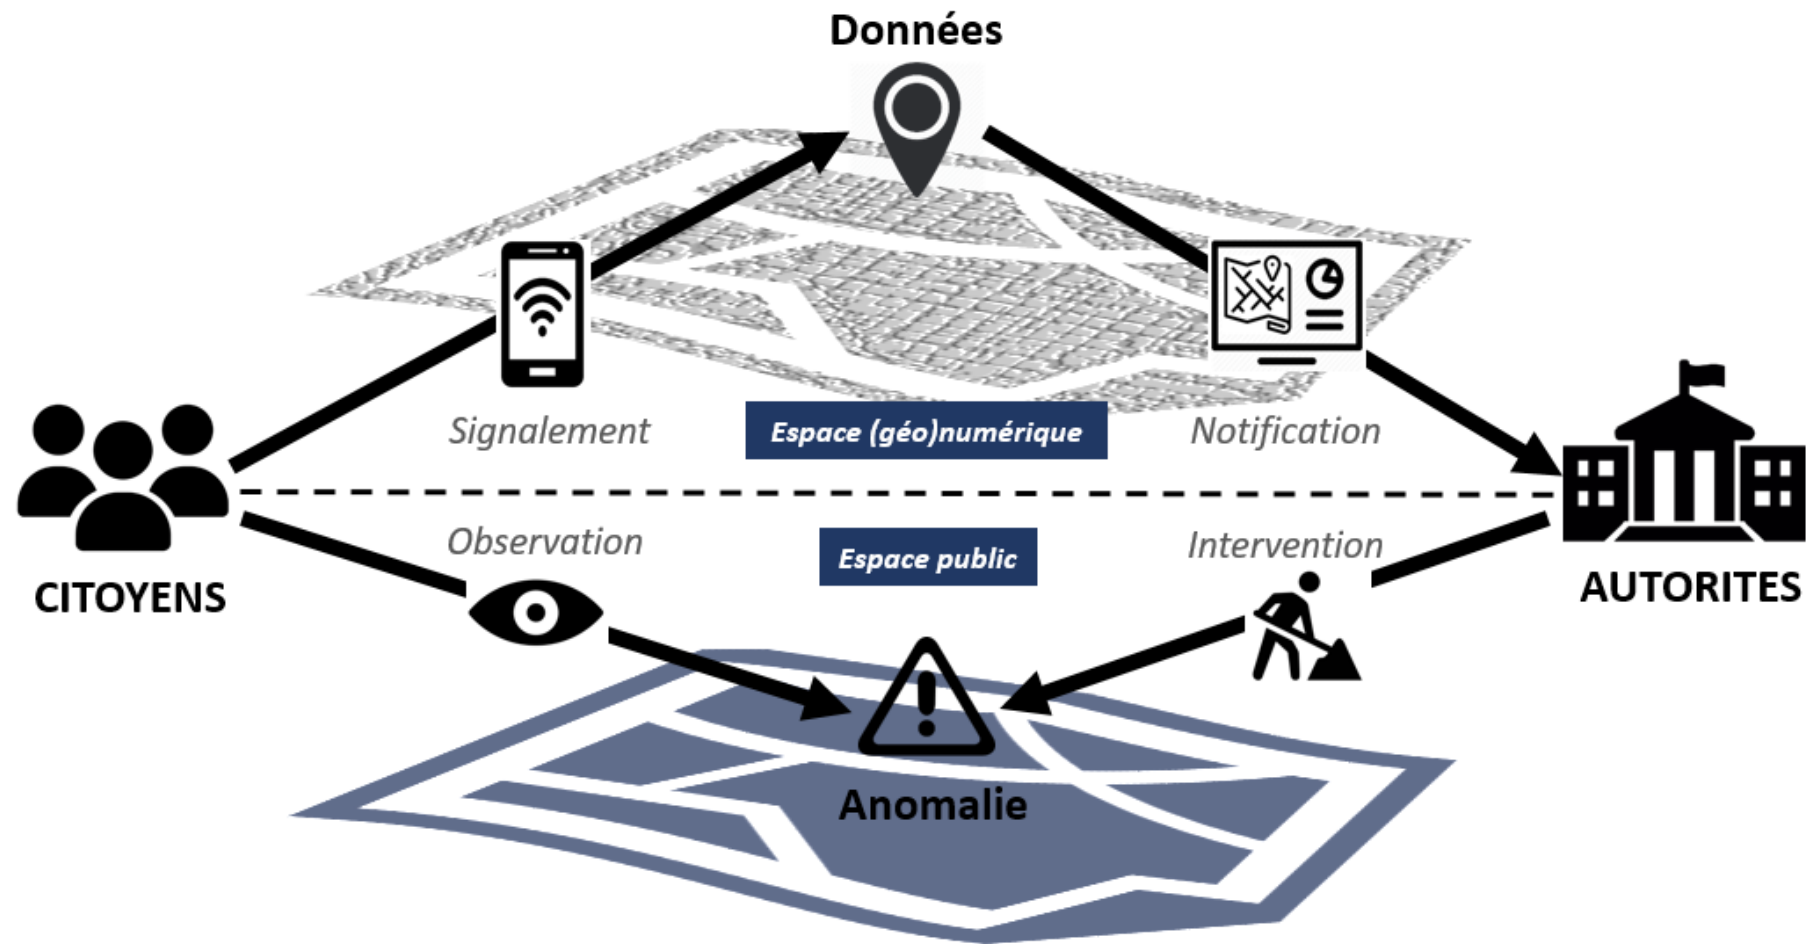 Données
Signalement
Espace (géo)numérique
Notification
Observation
Espace public
Intervention
CITOYENS
AUTORITES
Anomalie